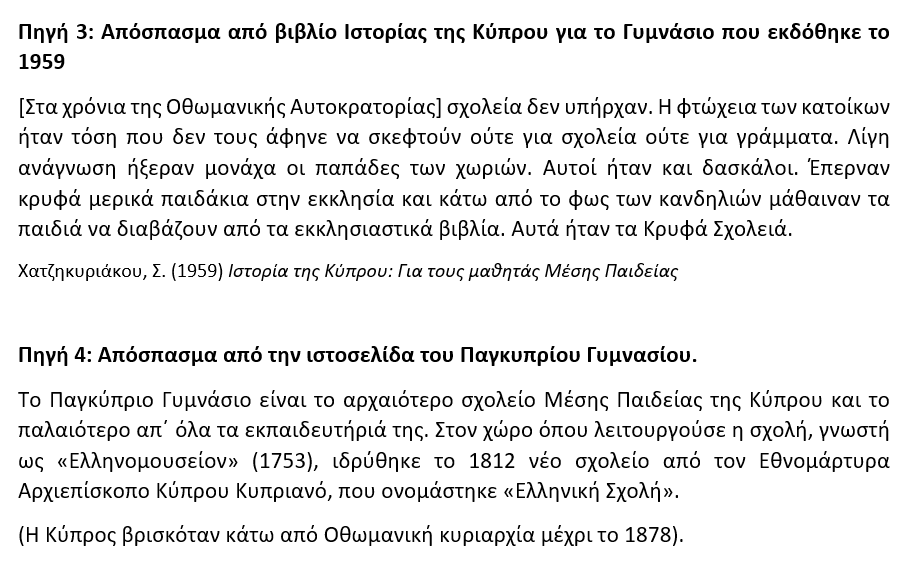 Πηγή 3: Απόσπασμα από βιβλίο Ιστορίας της Κύπρου για το Γυμνάσιο που εκδόθηκε το
1959
[Στα χρόνια της Οθωμανικής Αυτοκρατορίας] σχολεία δεν υπήρχαν. Η φτώχεια των κατοίκων
ήταν τόση που δεν τους άφηνε να σκεφτούν ούτε για σχολεία ούτε για γράμματα. Λίγη
ανάγνωση ήξεραν μονάχα οι παπάδες των χωριών. Αυτοί ήταν και δασκάλοι. Έπερναν
κρυφά μερικά παιδάκια στην εκκλησία και κάτω από το φως των κανδηλιών μάθαιναν τα
παιδιά να διαβάζουν από τα εκκλησιαστικά βιβλία. Αυτά ήταν τα Κρυφά Σχολειά.
Χατζηκυριάκου, Σ. (1959) Ιστορία της Κύπρου: Για τους μαθητάς Μέσης Παιδείας
Πηγή 4: Απόσπασμα από την ιστοσελίδα του Παγκυπρίου Γυμνασίου.
Το Παγκύπριο Γυμνάσιο είναι το αρχαιότερο σχολείο Μέσης Παιδείας της Κύπρου και το
παλαιότερο απ΄ όλα τα εκπαιδευτήριά της. Στον χώρο όπου λειτουργούσε η σχολή, γνωστή
ως «Ελληνομουσείον» (1753), ιδρύθηκε το 1812 νέο σχολείο από τον Εθνομάρτυρα
Αρχιεπίσκοπο Κύπρου Κυπριανό, που ονομάστηκε «Ελληνική Σχολή».
(Η Κύπρος βρισκόταν κάτω από Οθωμανική κυριαρχία μέχρι το 1878).